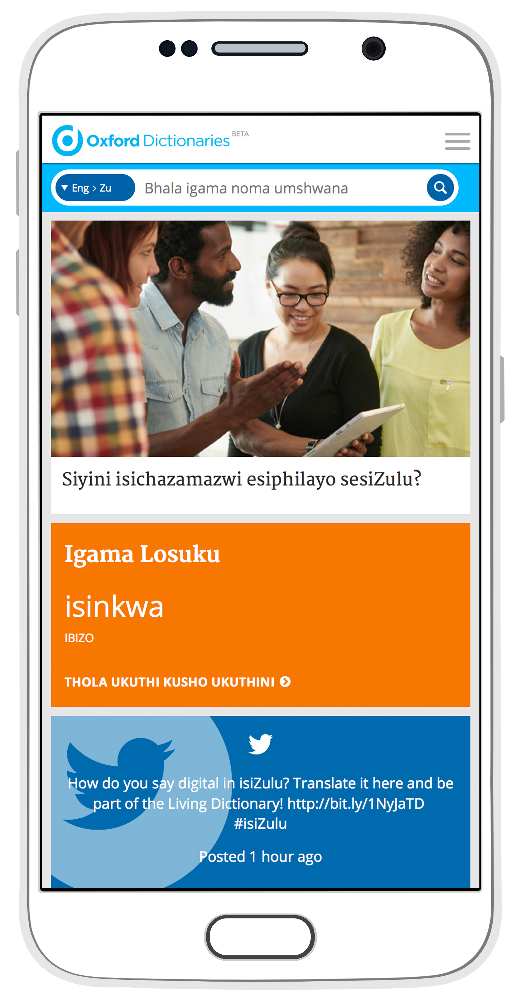 Oxford Dictionaries BETA
Eng > Zu
Bhala igama noma umshwana
Siyini isichazamazwi esiphilayo sesiZulu?
Igama Losuku
isinkwa
IBIZO
THOLA UKUTHI KUSHO UKUTHINI
How do you say digital in isiZulu? Translate it here and be
part of the Living Dictionary! http://bit.ly/1NyJaTD
#isiZulu
Posted 1 hour ago